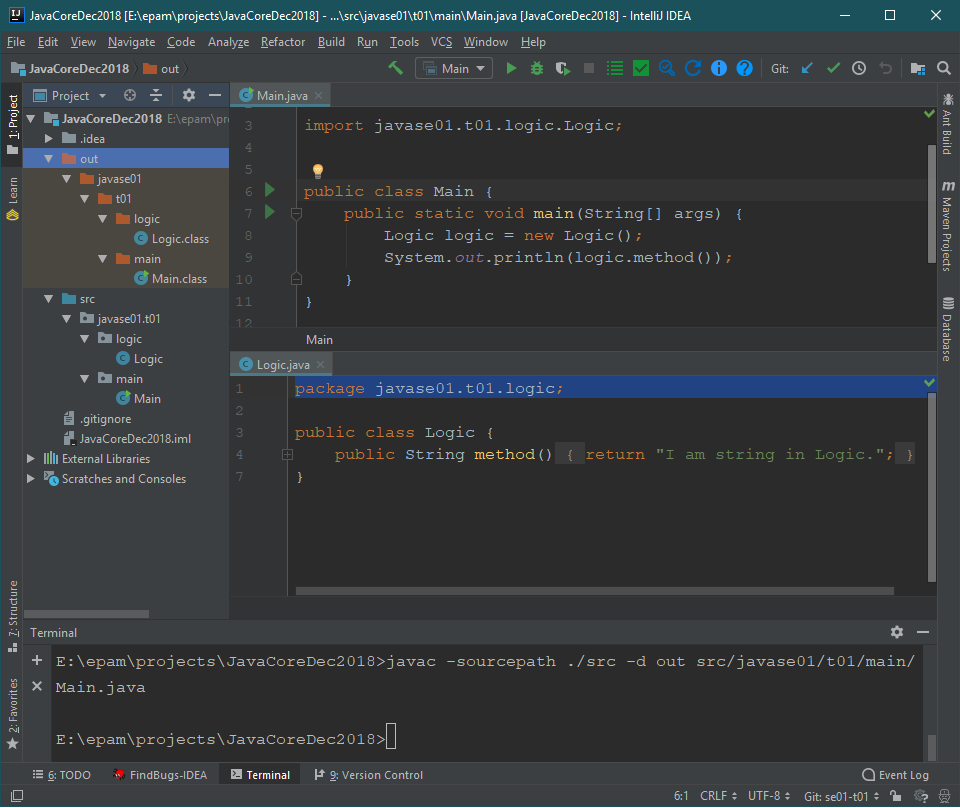 JavaCoreDec2018 [E:\epam\projects\JavaCoreDec2018] - ...\src\javase01\t01\main\Main.java [JavaCoreDec2018] - IntelliJ IDEA
File Edit View Navigate Code Analyze Refactor Build Run Tools VCS Window Help
JavaCoreDec2018 out Main Git:
1: Project
Learn
7: Structure
2: Favorites
Project
JavaCoreDec2018 E:\epam\pr
.idea
out
javase01
t01
logic
Logic.class
main
Main.class
src
javase01.t01
logic
Logic
main
Main
.gitignore
JavaCoreDec2018.iml
External Libraries
Scratches and Consoles
Main.java
3 import javase01.t01.logic.Logic;
4
5
6 public class Main {
7 public static void main(String[] args) {
8 Logic logic = new Logic();
9 System.out.println(logic.method());
10 }
11 }
12
Main
Logic.java
1 package javase01.t01.logic;
2
3 public class Logic {
4 public String method() { return "I am string in Logic."; }
7 }
Ant Build
Maven Projects
Database
Terminal
E:\epam\projects\JavaCoreDec2018>javac -sourcepath ./src -d out src/javase01/t01/main/
Main.java
E:\epam\projects\JavaCoreDec2018>
6: TODO FindBugs-IDEA Terminal 9: Version Control Event Log
6:1 CRLF UTF-8 Git: se01-t01